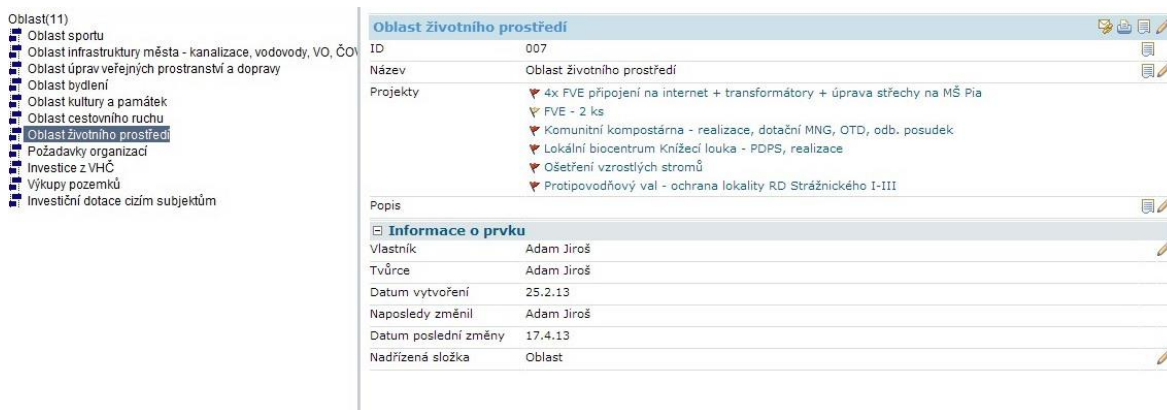 Oblast(11)
Oblast sportu
Oblast infrastruktury města - kanalizace, vodovody, VO, ČOV
Oblast úprav veřejných prostranství a dopravy
Oblast bydlení
Oblast kultury a památek
Oblast cestovního ruchu
Oblast životního prostředí
Požadavky organizací
Investice z VHČ
Výkupy pozemků
Investiční dotace cizím subjektům
Oblast životního prostředí
ID 007
Název Oblast životního prostředí
Projekty 4x FVE připojení na internet + transformátory + úprava střechy na MŠ Pia
FVE - 2 ks
Komunitní kompostárna - realizace, dotační MNG, OTD, odb. posudek
Lokální biocentrum Knížecí louka - PDPS, realizace
Ošetření vzrostlých stromů
Protipovodňový val - ochrana lokality RD Strážnického I-III
Popis
Informace o prvku
Vlastník Adam Jiroš
Tvůrce Adam Jiroš
Datum vytvoření 25.2.13
Naposledy změnil Adam Jiroš
Datum poslední změny 17.4.13
Nadřízená složka Oblast